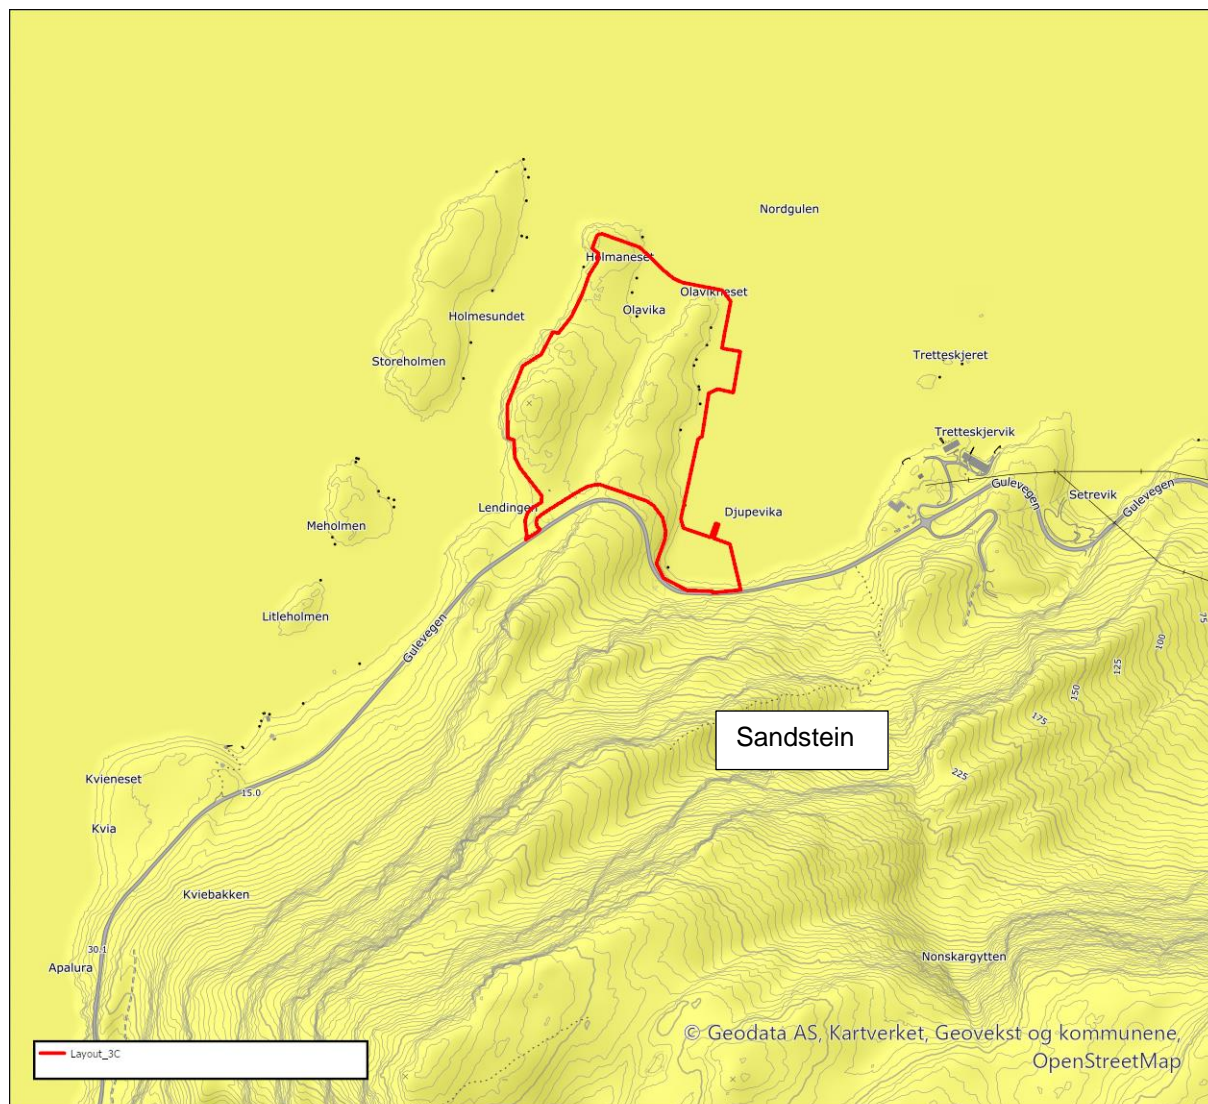 Nordgulen
Holmaneset
Olavikneset
Olavika
Holmesundet
Storeholmen
Tretteskjeret
Tretteskjervik
Gulevegen
Setrevik
Gulevegen
Lendingen
Djupevika
Meholmen
Litleholmen
Gulevegen
75
100
125
150
175
Sandstein
225
Kvieneset
15.0
Kvia
Kviebakken
30.1
Apalura
Nonskargytten
© Geodata AS, Kartverket, Geovekst og kommunene,
OpenStreetMap
Layout_3C